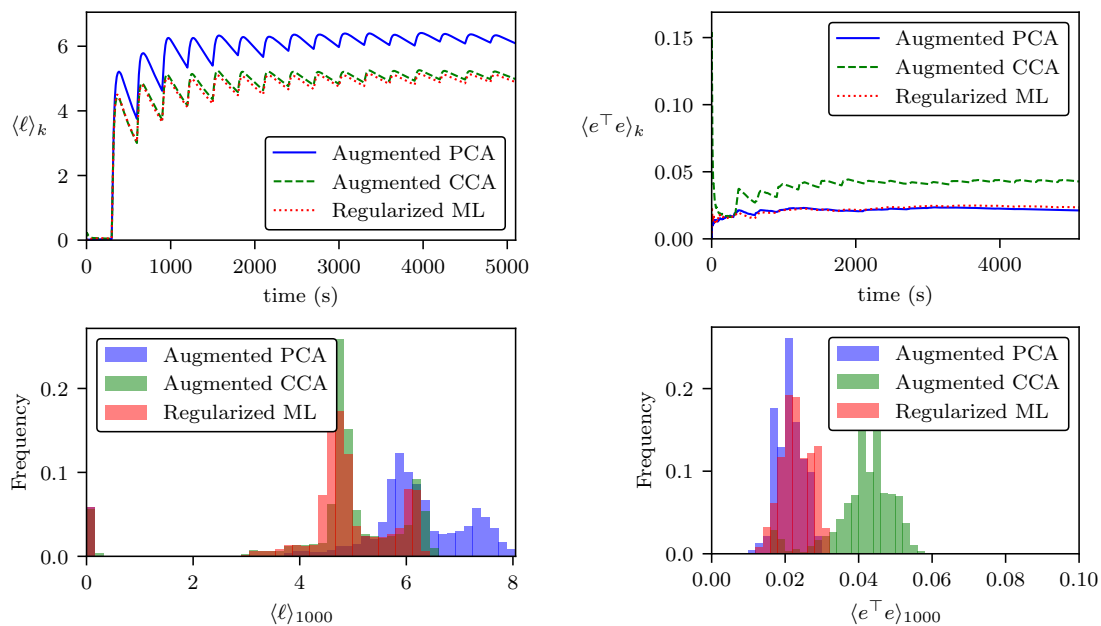 6
4
2
0
⟨ℓ⟩k
Augmented PCA
Augmented CCA
Regularized ML
0 1000 2000 3000 4000 5000
time (s)
0.15
0.10
0.05
0.00
⟨e⊤e⟩k
Augmented PCA
Augmented CCA
Regularized ML
0 2000 4000
time (s)
0.2
0.1
0.0
Frequency
Augmented PCA
Augmented CCA
Regularized ML
0 2 4 6 8
⟨ℓ⟩1000
0.2
0.1
0.0
Frequency
Augmented PCA
Augmented CCA
Regularized ML
0.00 0.02 0.04 0.06 0.08 0.10
⟨e⊤e⟩1000